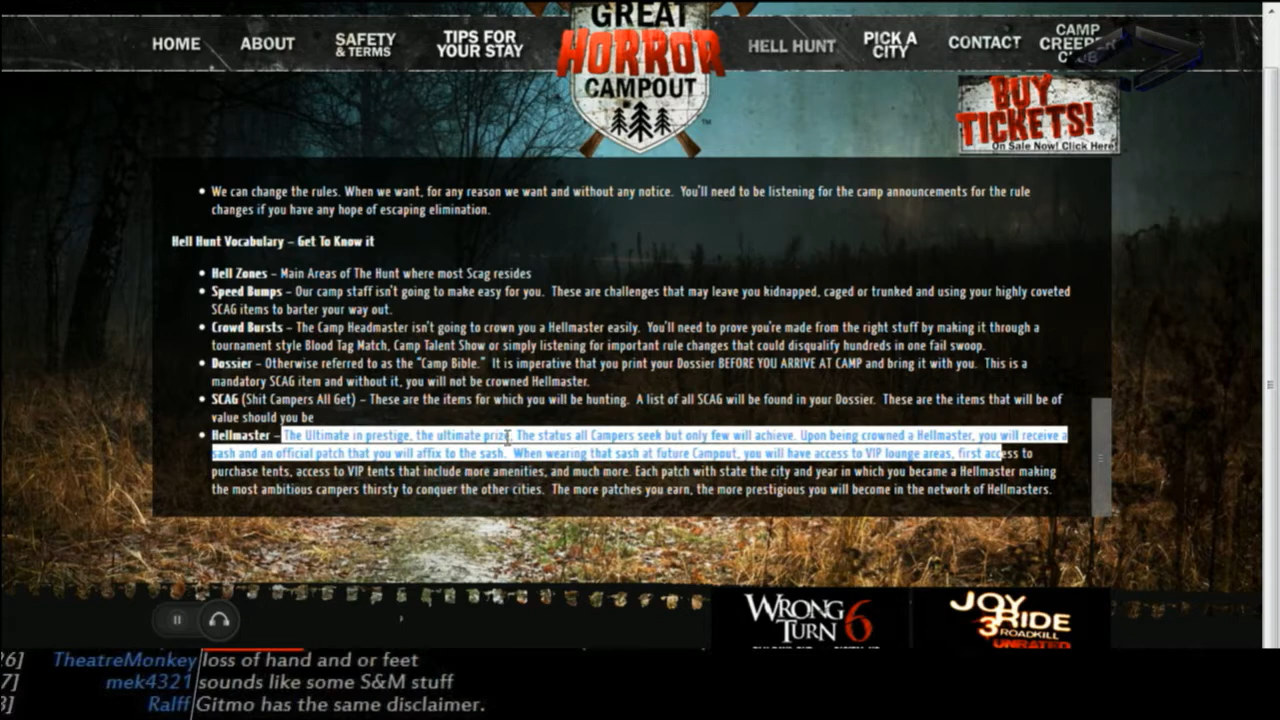 GREAT
HORROR
CAMPOUT
™
HOME
ABOUT
SAFETY
& TERMS
TIPS FOR
YOUR STAY
HELL HUNT
PICK A
CITY
CONTACT
CAMP
CREEPER
CLUB
BUY
TICKETS!
On Sale Now! Click Here!
• We can change the rules. When we want, for any reason we want and without any notice. You'll need to be listening for the camp announcements for the rule
changes if you have any hope of escaping elimination.
Hell Hunt Vocabulary – Get To Know it
• Hell Zones – Main Areas of The Hunt where most Scag resides
• Speed Bumps – Our camp staff isn't going to make easy for you. These are challenges that may leave you kidnapped, caged or trunked and using your highly coveted
SCAG items to barter your way out.
• Crowd Bursts – The Camp Headmaster isn't going to crown you a Hellmaster easily. You'll need to prove you're made from the right stuff by making it through a
tournament style Blood Tag Match, Camp Talent Show or simply listening for important rule changes that could disqualify hundreds in one fail swoop.
• Dossier – Otherwise referred to as the "Camp Bible." It is imperative that you print your Dossier BEFORE YOU ARRIVE AT CAMP and bring it with you. This is a
mandatory SCAG item and without it, you will not be crowned Hellmaster.
• SCAG (Shit Campers All Get) – These are the items for which you will be hunting. A list of all SCAG will be found in your Dossier. These are the items that will be of
value should you be
• Hellmaster – The Ultimate in prestige, the ultimate prize. The status all Campers seek but only few will achieve. Upon being crowned a Hellmaster, you will receive a
sash and an official patch that you will affix to the sash. When wearing that sash at future Campout, you will have access to VIP lounge areas, first access to
purchase tents, access to VIP tents that include more amenities, and much more. Each patch with state the city and year in which you became a Hellmaster making
the most ambitious campers thirsty to conquer the other cities. The more patches you earn, the more prestigious you will become in the network of Hellmasters.
WRONG
TURN 6
JOY
RIDE
3 ROADKILL
UNRATED
26] TheatreMonkey loss of hand and or feet
7] mek4321 sounds like some S&M stuff
8] Ralff Gitmo has the same disclaimer.